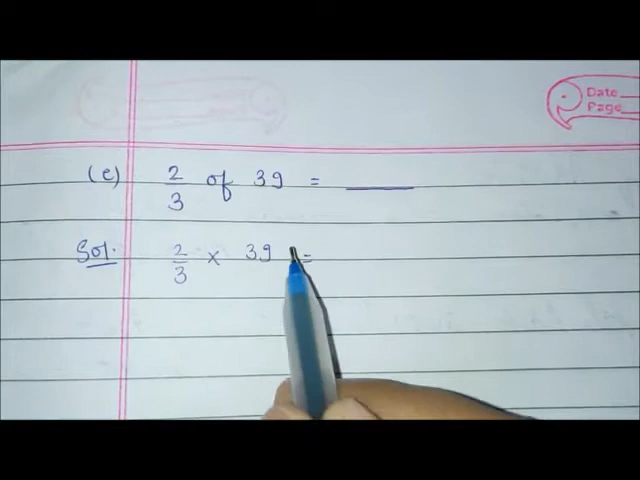 Date
Page
(e) 2/3 of 39 = ____
Sol. 2/3 × 39 =